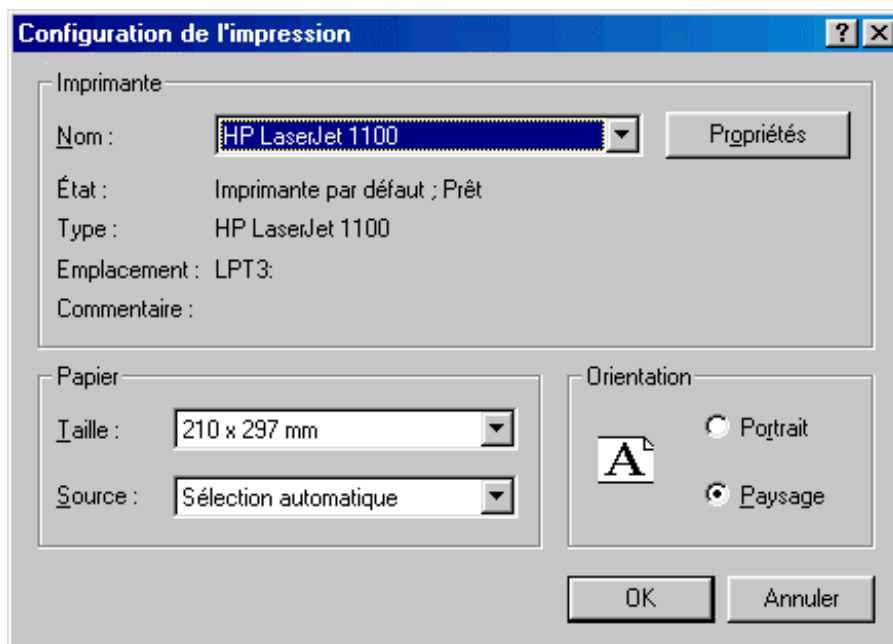 Configuration de l'impression
Imprimante
Nom :
HP LaserJet 1100
Propriétés
État :
Imprimante par défaut ; Prêt
Type :
HP LaserJet 1100
Emplacement :
LPT3:
Commentaire :
Papier
Taille :
210 x 297 mm
Source :
Sélection automatique
Orientation
A
Portrait
Paysage
OK
Annuler